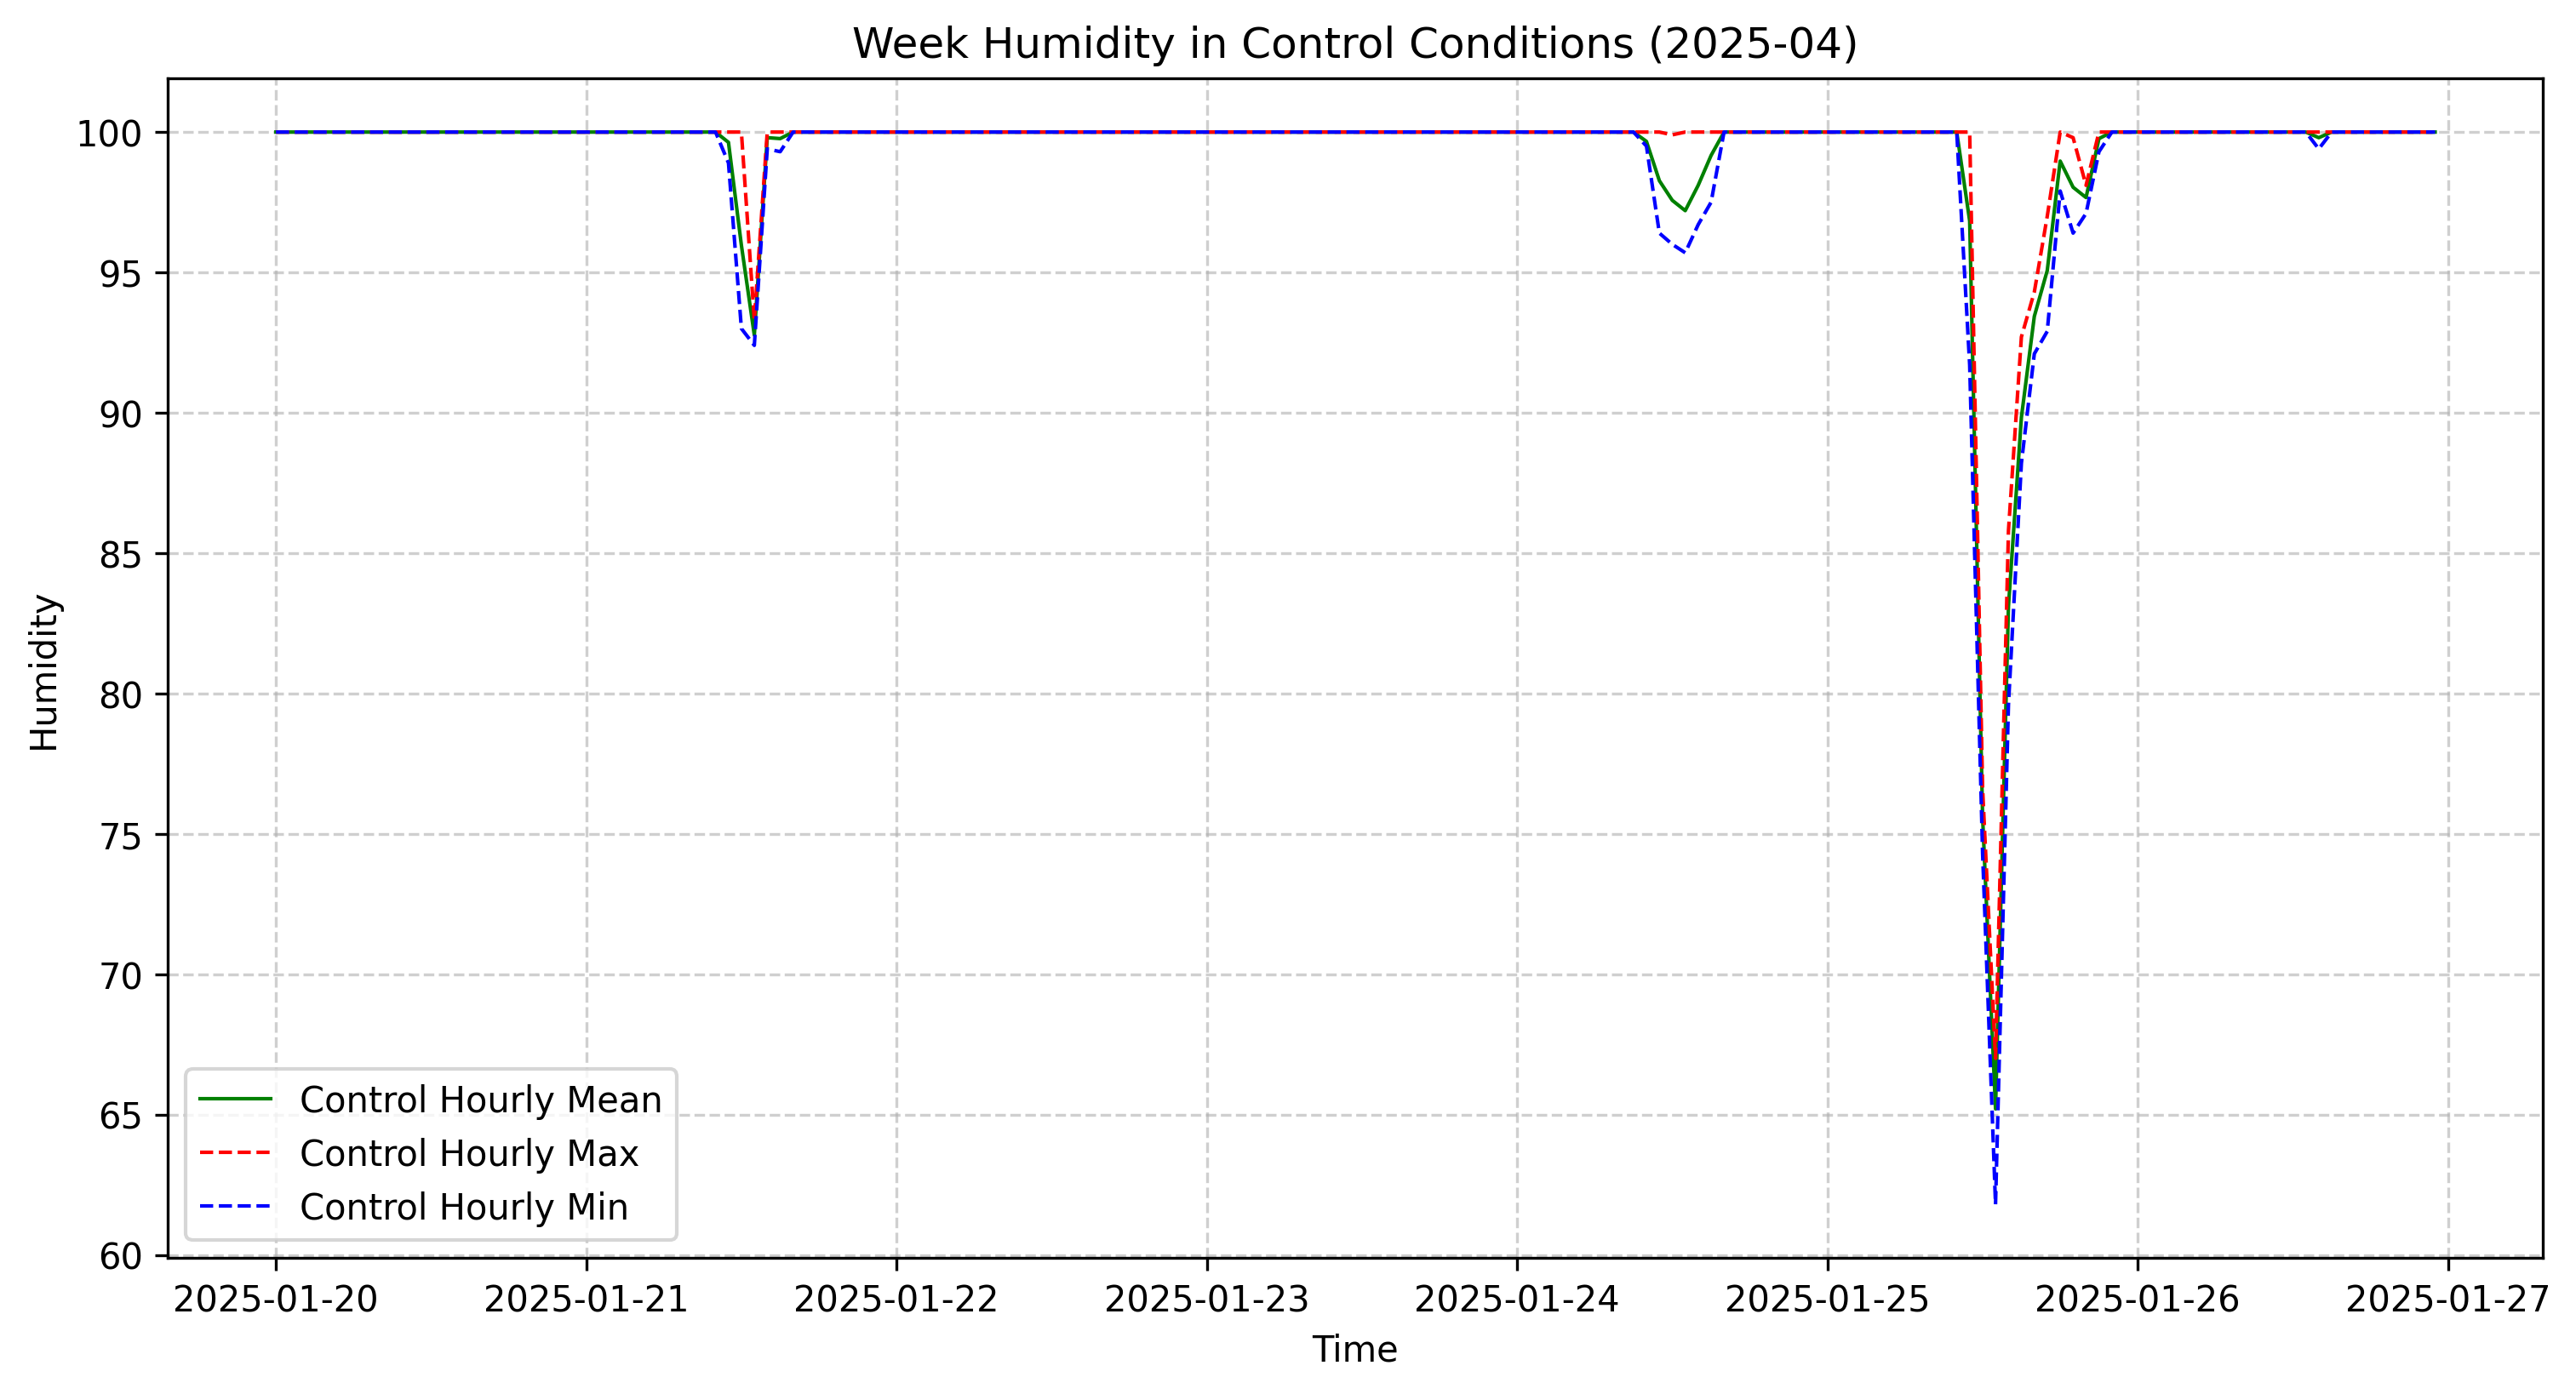 Week Humidity in Control Conditions (2025-04)
100
95
90
85
80
75
70
65
60
Humidity
Control Hourly Mean
Control Hourly Max
Control Hourly Min
2025-01-20 2025-01-21 2025-01-22 2025-01-23 2025-01-24 2025-01-25 2025-01-26 2025-01-27
Time